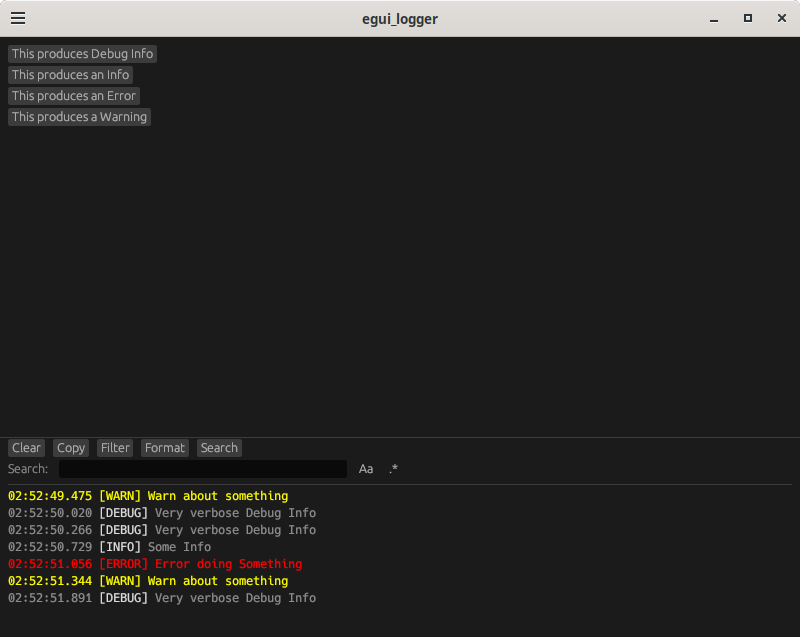 egui_logger
This produces Debug Info
This produces an Info
This produces an Error
This produces a Warning
Clear Copy Filter Format Search
Search: Aa .*
02:52:49.475 [WARN] Warn about something
02:52:50.020 [DEBUG] Very verbose Debug Info
02:52:50.266 [DEBUG] Very verbose Debug Info
02:52:50.729 [INFO] Some Info
02:52:51.056 [ERROR] Error doing Something
02:52:51.344 [WARN] Warn about something
02:52:51.891 [DEBUG] Very verbose Debug Info